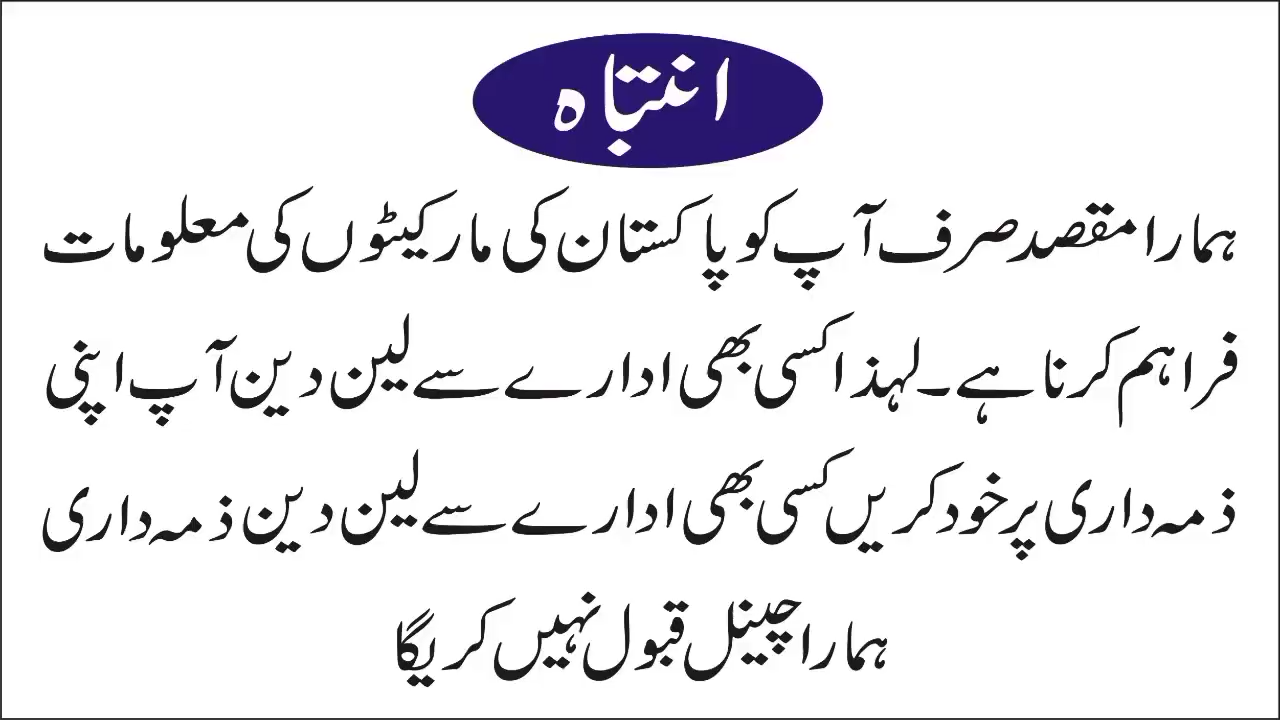 انتباہ
ہمارا مقصد صرف آپ کو پاکستان کی مارکیٹوں کی معلومات
فراہم کرنا ہے۔ لہذا کسی بھی ادارے سے لین دین آپ اپنی
ذمہ داری پر خود کریں کسی بھی ادارے سے لین دین ذمہ داری
ہمارا چینل قبول نہیں کریگا